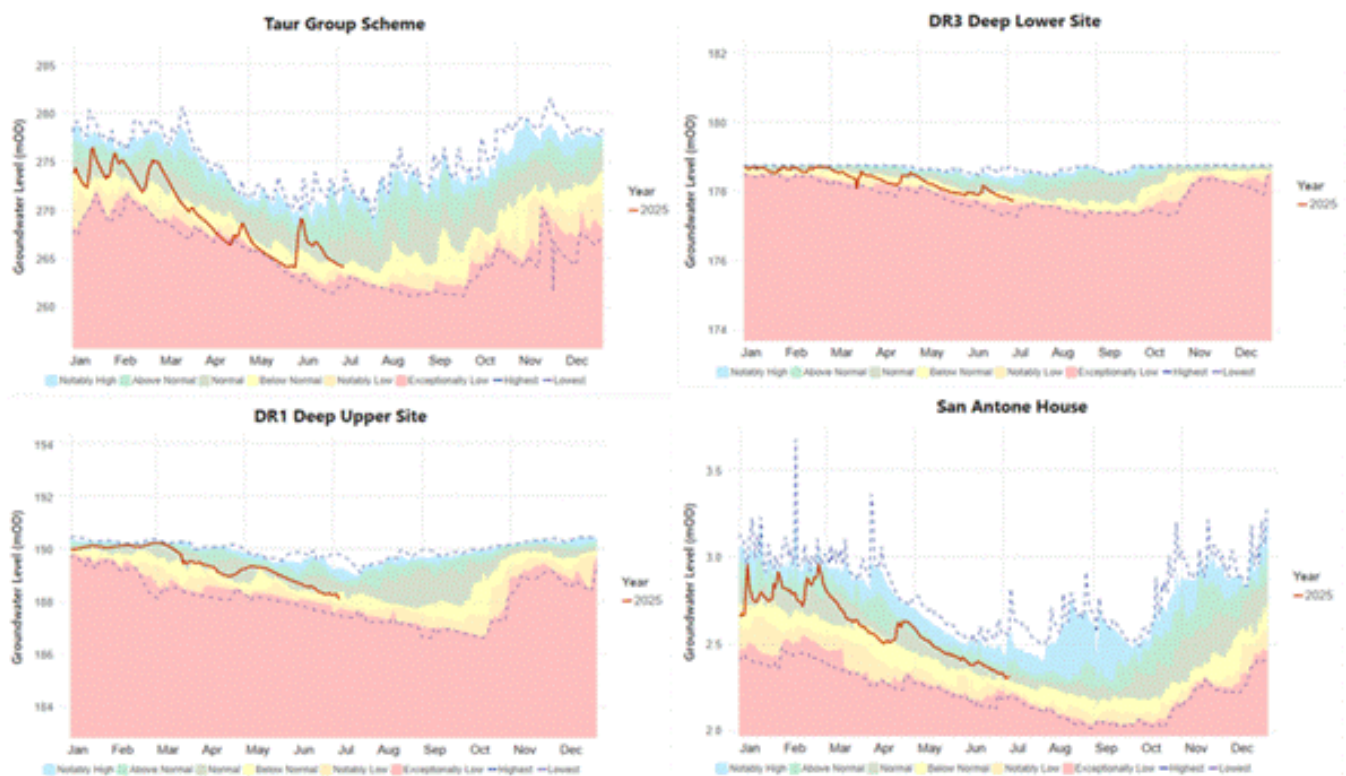 Taur Group Scheme
Groundwater Level (mOD)
285
280
275
270
265
260
Jan Feb Mar Apr May Jun Jul Aug Sep Oct Nov Dec
Year
2025
Notably High Above Normal Normal Below Normal Notably Low Exceptionally Low Highest Lowest
DR3 Deep Lower Site
Groundwater Level (mOD)
182
180
178
176
174
Jan Feb Mar Apr May Jun Jul Aug Sep Oct Nov Dec
Year
2025
Notably High Above Normal Normal Below Normal Notably Low Exceptionally Low Highest Lowest
DR1 Deep Upper Site
Groundwater Level (mOD)
194
192
190
188
186
184
Jan Feb Mar Apr May Jun Jul Aug Sep Oct Nov Dec
Year
2025
Notably High Above Normal Normal Below Normal Notably Low Exceptionally Low Highest Lowest
San Antone House
Groundwater Level (mOD)
3.5
3.0
2.5
2.0
Jan Feb Mar Apr May Jun Jul Aug Sep Oct Nov Dec
Year
2025
Notably High Above Normal Normal Below Normal Notably Low Exceptionally Low Highest Lowest